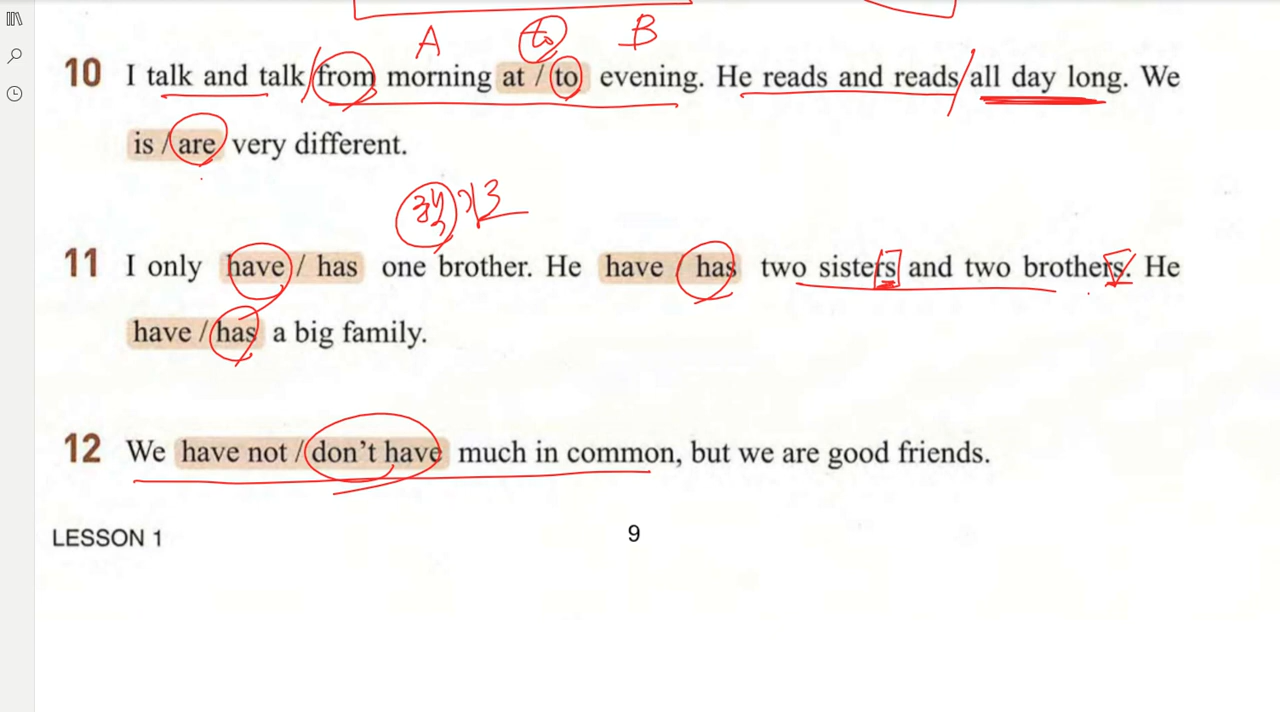 A to B
10 I talk and talk from morning at / to evening. He reads and reads all day long. We
is / are very different.
11 I only have / has one brother. He have / has two sisters and two brothers. He
have / has a big family.
12 We have not / don't have much in common, but we are good friends.
LESSON 1 9